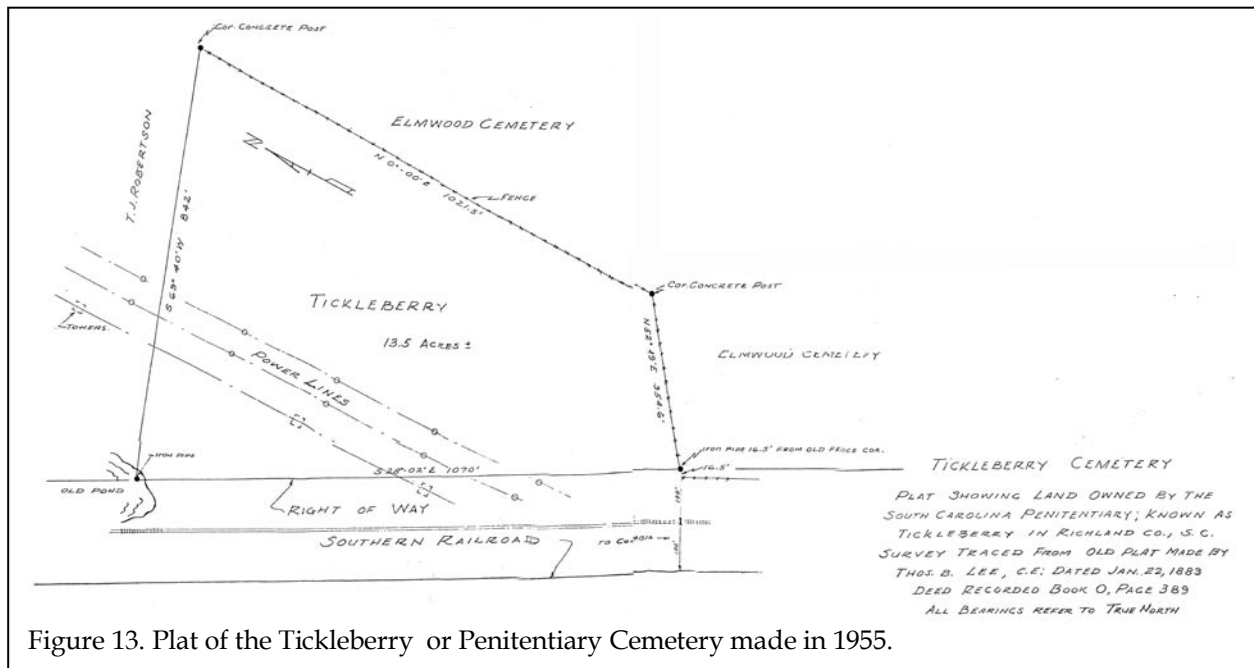 COR. CONCRETE POST
T.J. ROBERTSON
ELMWOOD CEMETERY
N 0°-00' E 1021.5'
FENCE
S 69° 40' W 842'
TICKLEBERRY
13.5 ACRES ±
COR. CONCRETE POST
TOWERS
POWER LINES
354.6'
ELMWOOD CEMETERY
IRON PIPE
IRON PIPE 16.5' FROM OLD FENCE COR.
16.5'
S 28°-02' E 1070'
OLD POND
RIGHT OF WAY
SOUTHERN RAILROAD
TICKLEBERRY CEMETERY
PLAT SHOWING LAND OWNED BY THE
SOUTH CAROLINA PENITENTIARY; KNOWN AS
TICKLEBERRY IN RICHLAND CO., S.C.
SURVEY TRACED FROM OLD PLAT MADE BY
THOS. B. LEE, C.E; DATED JAN. 22, 1883
DEED RECORDED BOOK O, PAGE 389
ALL BEARINGS REFER TO TRUE NORTH
Figure 13. Plat of the Tickleberry or Penitentiary Cemetery made in 1955.